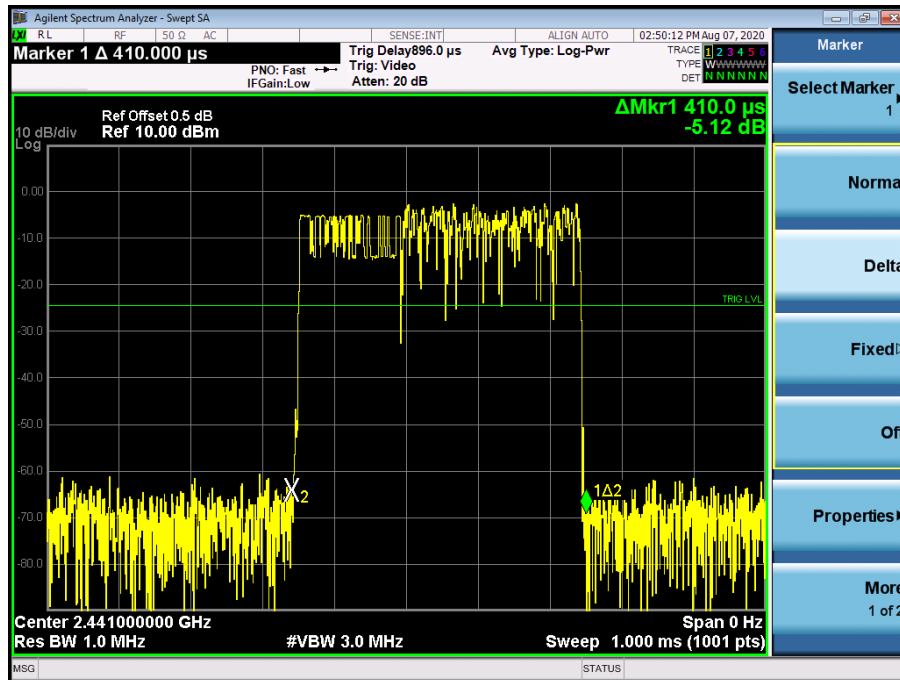 Agilent Spectrum Analyzer - Swept SA
LXI RL RF 50 Ω AC SENSE:INT ALIGN AUTO 02:50:12 PM Aug 07, 2020
Marker 1 Δ 410.000 µs
Trig Delay896.0 µs Avg Type: Log-Pwr TRACE 1 2 3 4 5 6
PNO: Fast Trig: Video TYPE WWWWWW
IFGain:Low Atten: 20 dB DET N N N N N N
ΔMkr1 410.0 µs
-5.12 dB
Ref Offset 0.5 dB
10 dB/div Ref 10.00 dBm
Log
0.00
-10.0
-20.0
TRIG LVL
-30.0
-40.0
-50.0
-60.0
2 1Δ2
-70.0
-80.0
Center 2.441000000 GHz Span 0 Hz
Res BW 1.0 MHz #VBW 3.0 MHz Sweep 1.000 ms (1001 pts)
MSG STATUS
Marker
Select Marker
1
Norma
Delta
Fixed
Of
Properties
More
1 of 2